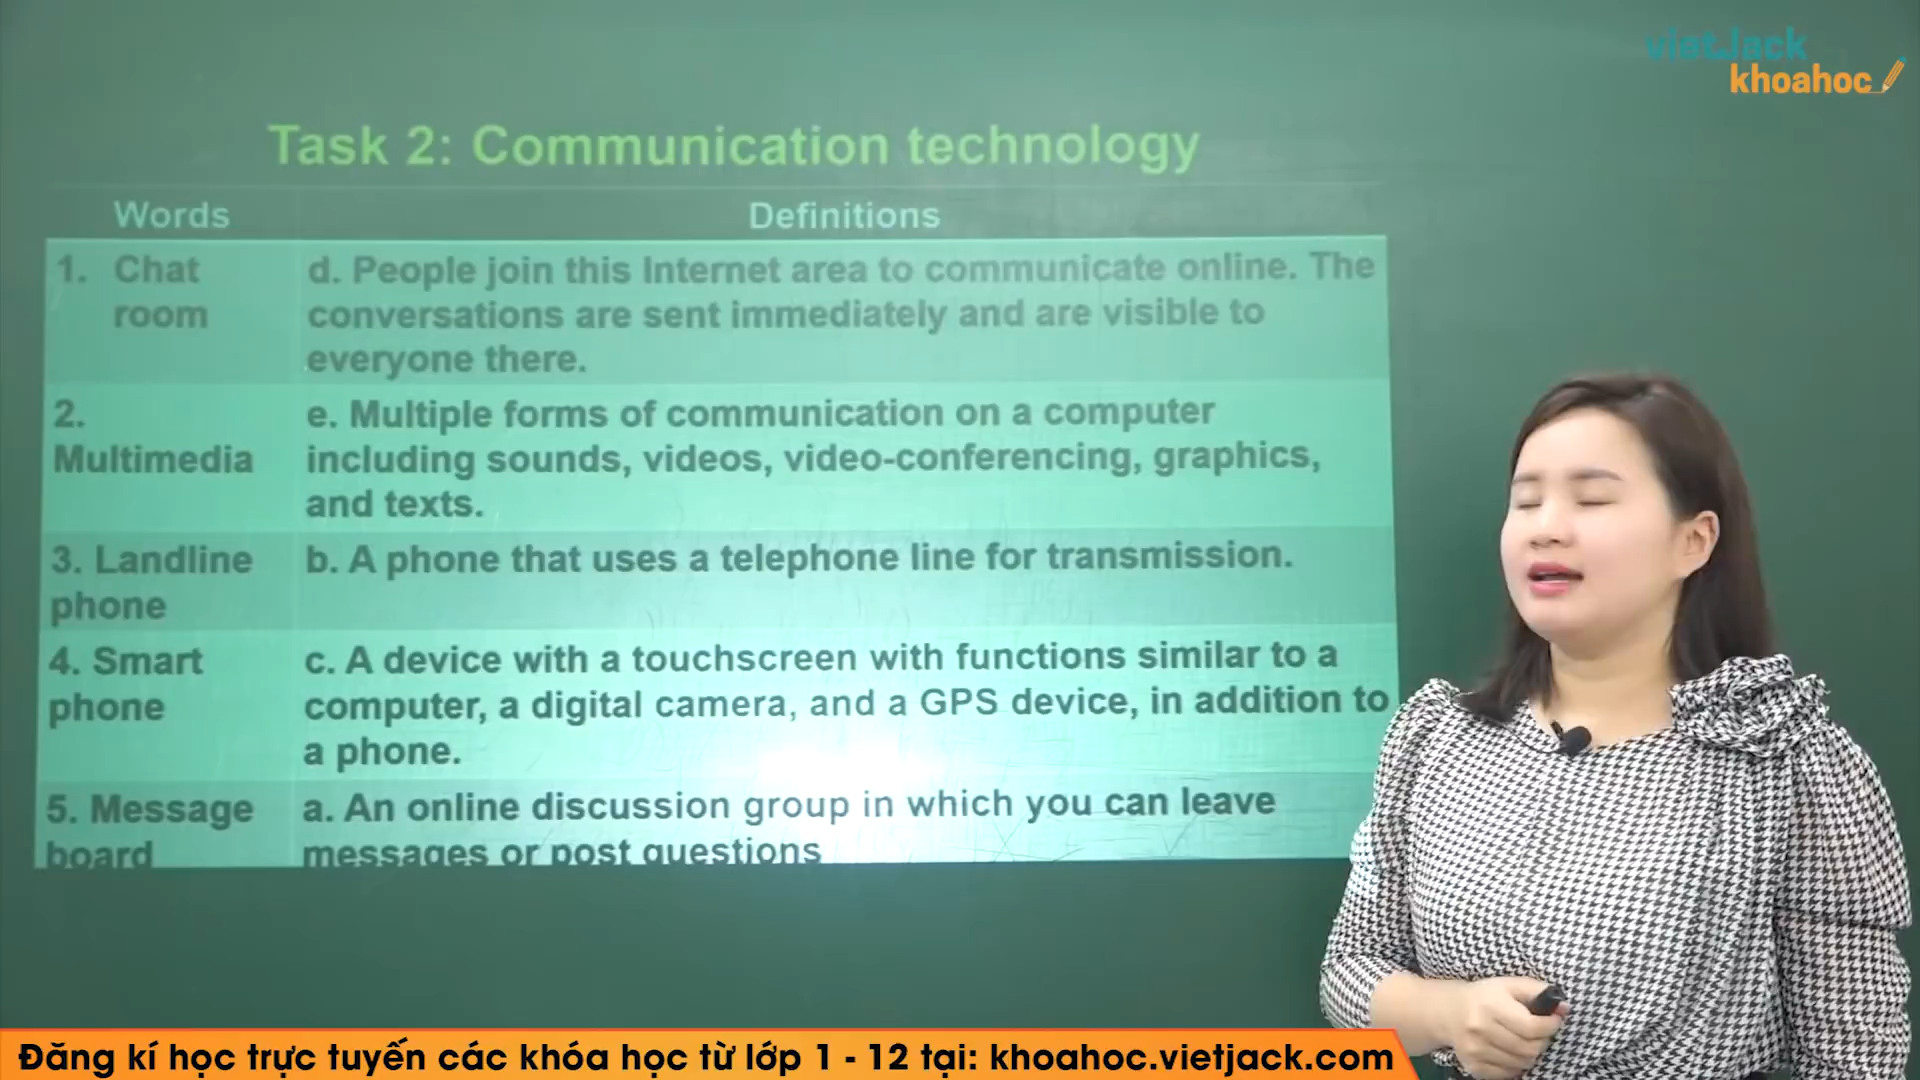 vietJack
khoahoc
Task 2: Communication technology
Words
Definitions
1. Chat
room
d. People join this Internet area to communicate online. The
conversations are sent immediately and are visible to
everyone there.
2.
Multimedia
e. Multiple forms of communication on a computer
including sounds, videos, video-conferencing, graphics,
and texts.
3. Landline
phone
b. A phone that uses a telephone line for transmission.
4. Smart
phone
c. A device with a touchscreen with functions similar to a
computer, a digital camera, and a GPS device, in addition to
a phone.
5. Message
board
a. An online discussion group in which you can leave
messages or post questions
Đăng kí học trực tuyến các khóa học từ lớp 1 - 12 tại: khoahoc.vietjack.com